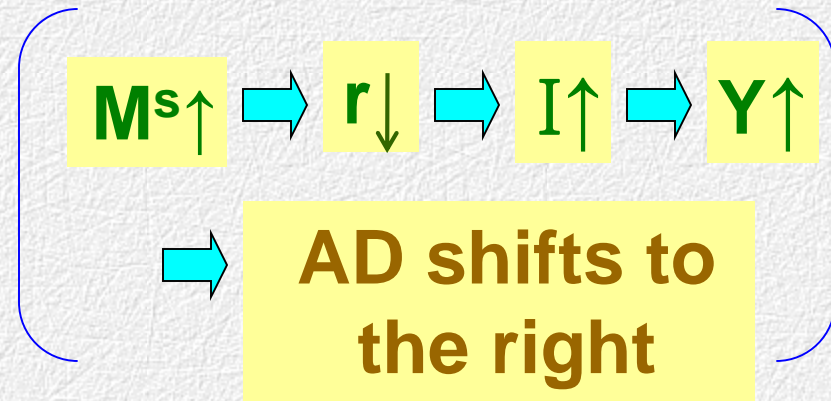 Mˢ↑ r↓ I↑ Y↑
AD shifts to
the right